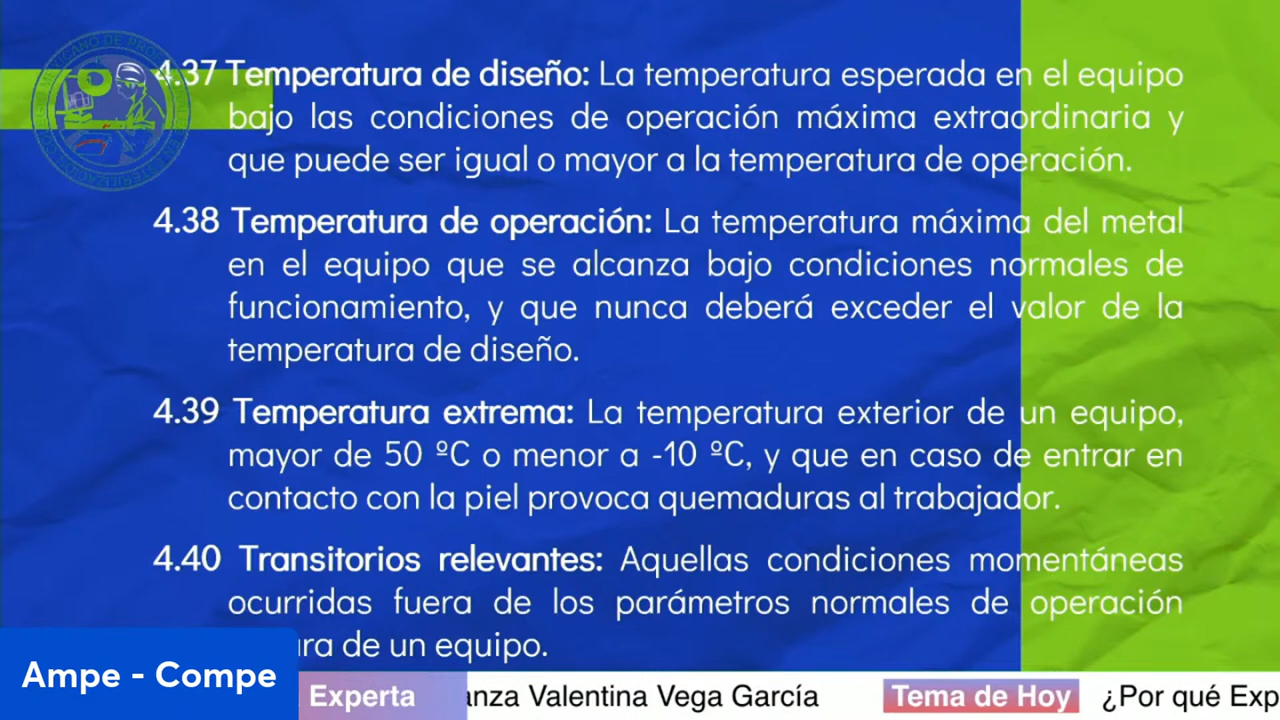 4.37 Temperatura de diseño: La temperatura esperada en el equipo
bajo las condiciones de operación máxima extraordinaria y
que puede ser igual o mayor a la temperatura de operación.
4.38 Temperatura de operación: La temperatura máxima del metal
en el equipo que se alcanza bajo condiciones normales de
funcionamiento, y que nunca deberá exceder el valor de la
temperatura de diseño.
4.39 Temperatura extrema: La temperatura exterior de un equipo,
mayor de 50 ºC o menor a -10 ºC, y que en caso de entrar en
contacto con la piel provoca quemaduras al trabajador.
4.40 Transitorios relevantes: Aquellas condiciones momentáneas
ocurridas fuera de los parámetros normales de operación
de un equipo.
Ampe - Compe
Experta Valentina Vega García Tema de Hoy ¿Por qué